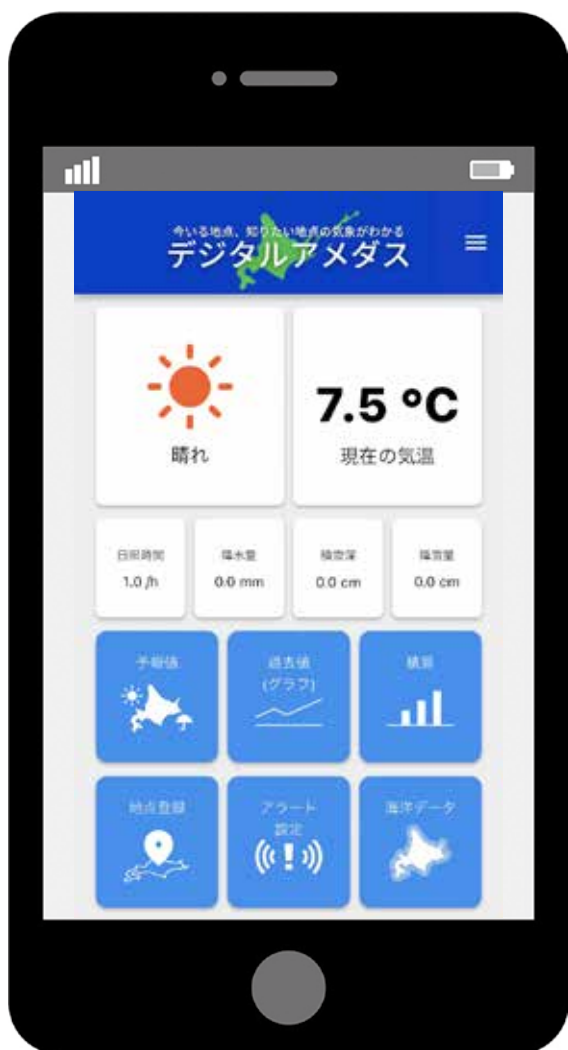 今いる地点、知りたい地点の気象がわかる
デジタルアメダス
晴れ
7.5 °C
現在の気温
日照時間
1.0 /h
降水量
0.0 mm
積雪深
0.0 cm
降雪量
0.0 cm
予報値
過去値
(グラフ)
積算
地点登録
アラート
設定
海洋データ